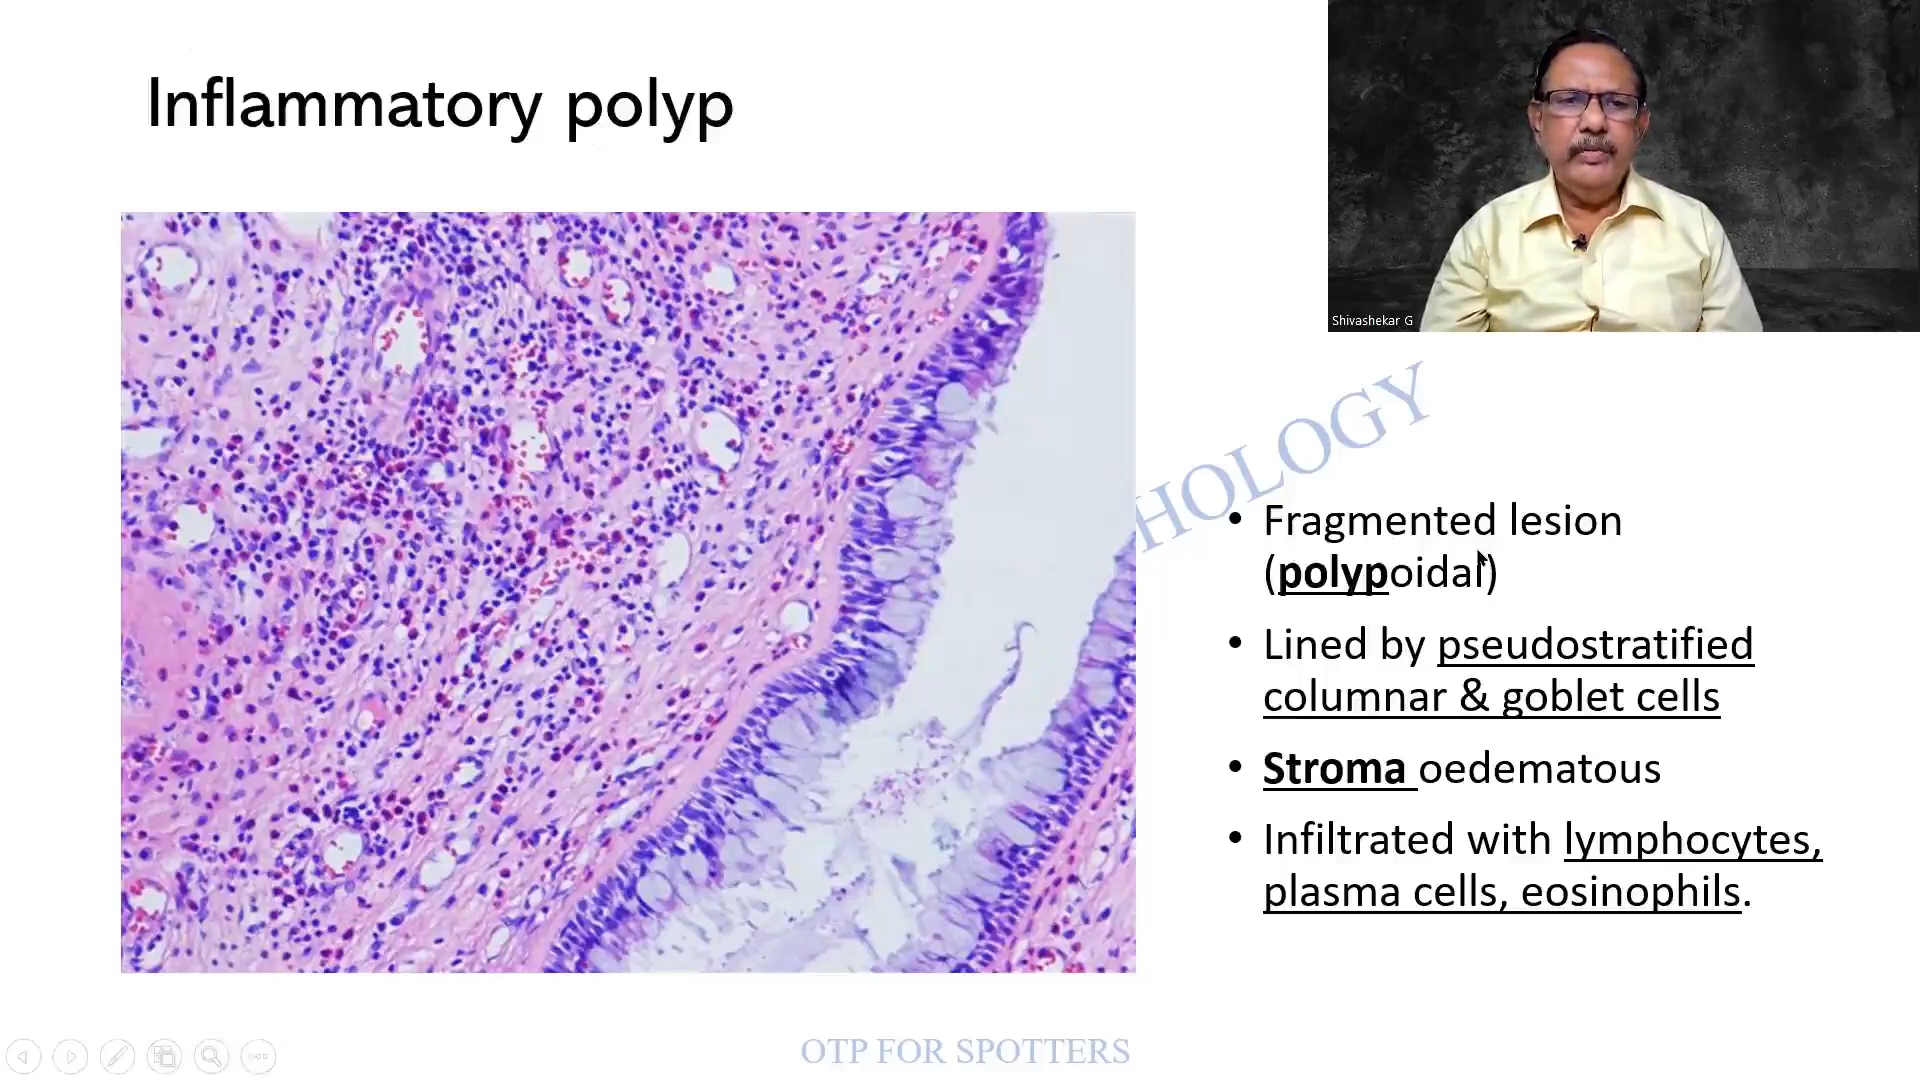 Inflammatory polyp
Shivashekar G
HOLOGY
• Fragmented lesion
(polypoidal)
• Lined by pseudostratified
columnar & goblet cells
• Stroma oedematous
• Infiltrated with lymphocytes,
plasma cells, eosinophils.
OTP FOR SPOTTERS